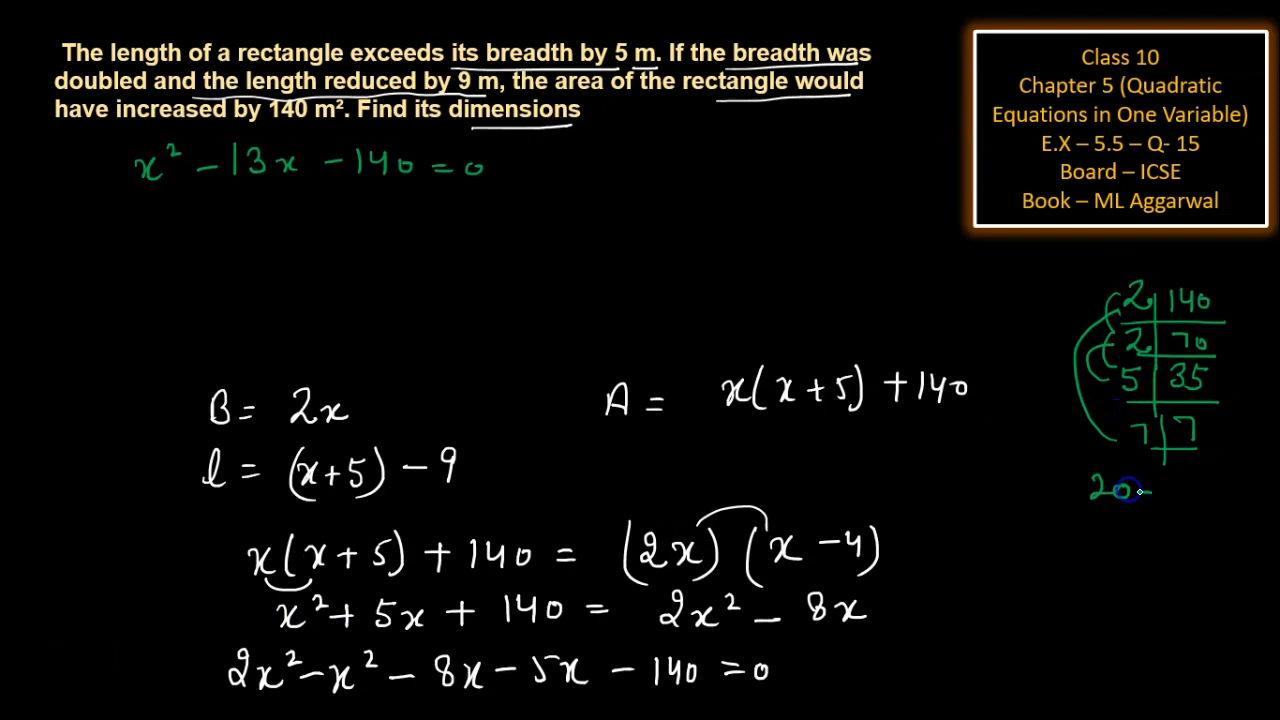 The length of a rectangle exceeds its breadth by 5 m. If the breadth was
doubled and the length reduced by 9 m, the area of the rectangle would
have increased by 140 m². Find its dimensions
Class 10
Chapter 5 (Quadratic
Equations in One Variable)
E.X – 5.5 – Q- 15
Board – ICSE
Book – ML Aggarwal
x² - 13x - 140 = 0
2 | 140
2 | 70
5 | 35
7 | 7
20 -
B = 2x
A = x(x+5) + 140
l = (x+5) - 9
x(x+5) + 140 = (2x)(x-4)
x² + 5x + 140 = 2x² - 8x
2x² - x² - 8x - 5x - 140 = 0